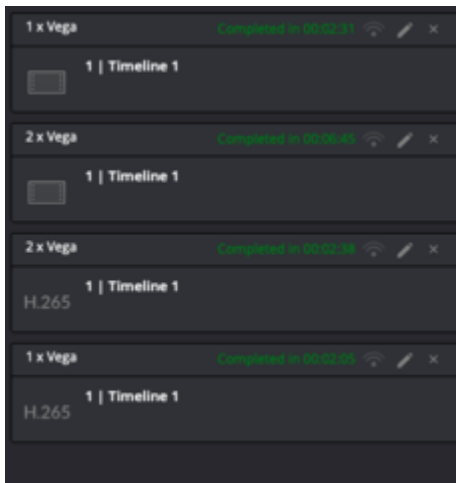 1 x Vega Completed in 00:02:31
1 | Timeline 1
2 x Vega Completed in 00:06:45
1 | Timeline 1
2 x Vega Completed in 00:02:38
1 | Timeline 1
H.265
1 x Vega Completed in 00:02:05
1 | Timeline 1
H.265